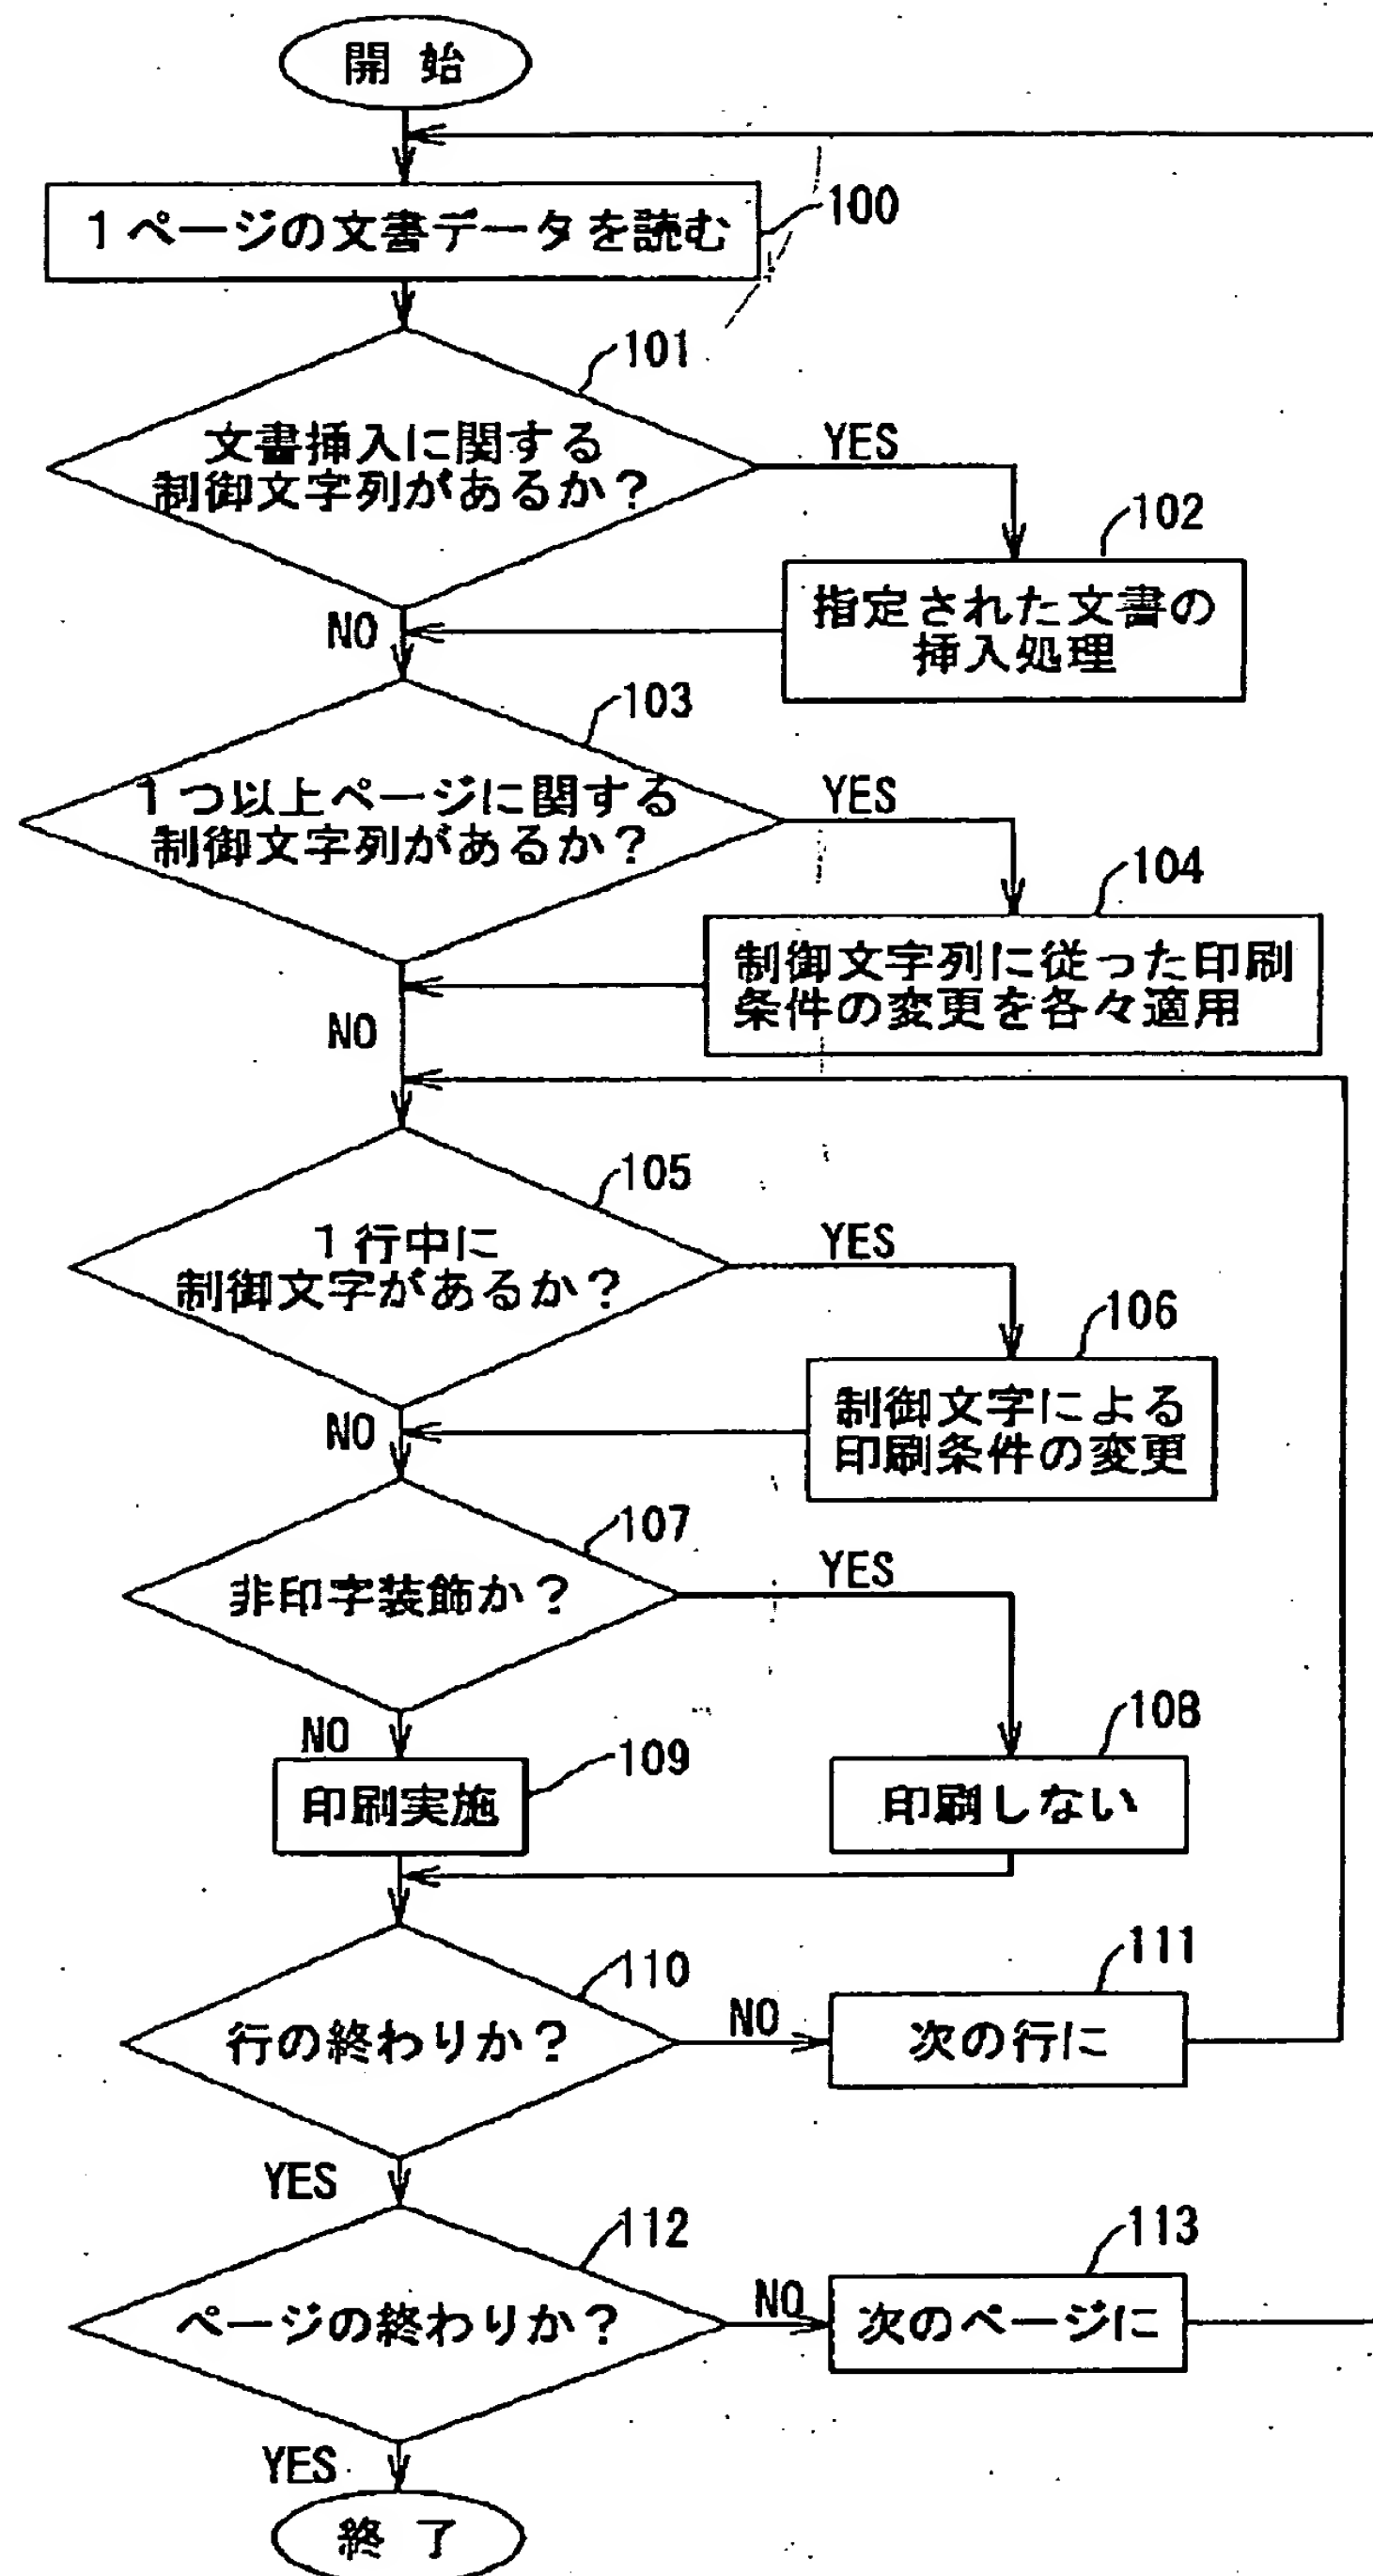 開 始
1ページの文書データを読む
100
101
文書挿入に関する
制御文字列があるか?
YES
102
指定された文書の
挿入処理
NO
103
1つ以上ページに関する
制御文字列があるか?
YES
104
制御文字列に従った印刷
条件の変更を各々適用
NO
105
1行中に
制御文字があるか?
YES
106
制御文字による
印刷条件の変更
NO
107
非印字装飾か?
YES
108
NO
109
印刷実施
印刷しない
110
行の終わりか?
NO
111
次の行に
YES
112
ページの終わりか?
NO
113
次のページに
YES
終 了